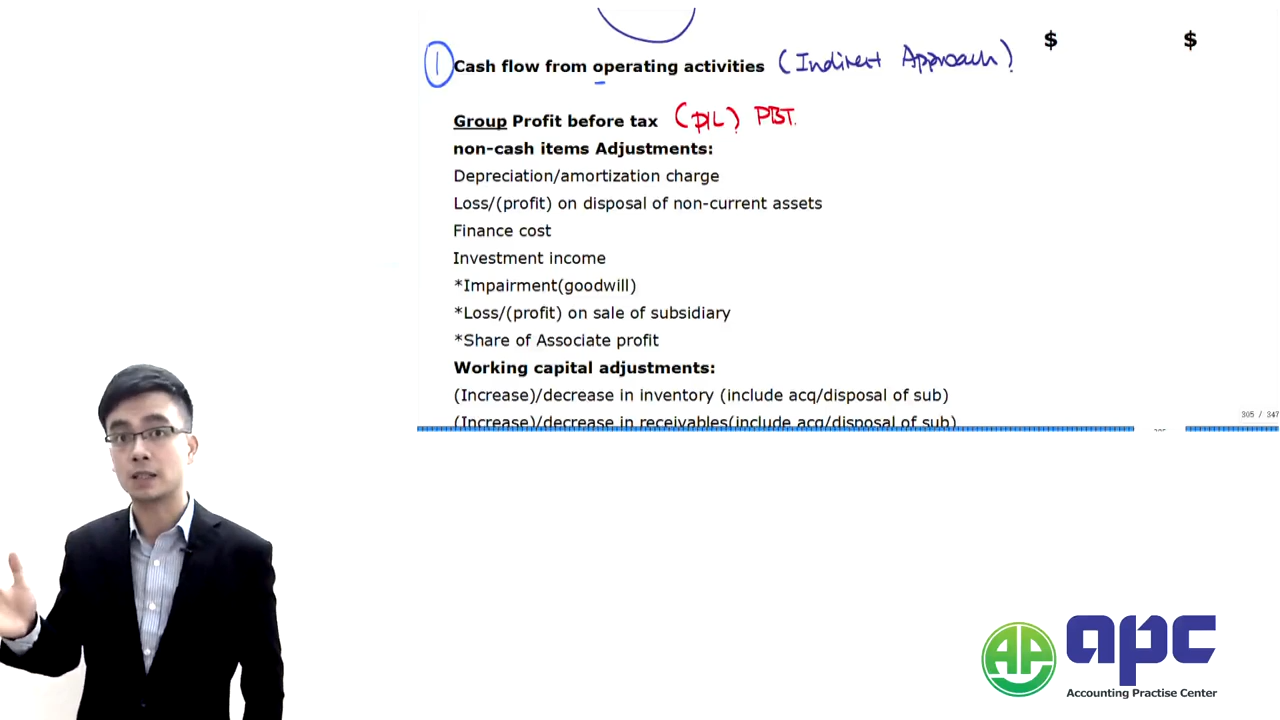 $ $
1 Cash flow from operating activities (Indirect Approach)
Group Profit before tax (P/L) PBT.
non-cash items Adjustments:
Depreciation/amortization charge
Loss/(profit) on disposal of non-current assets
Finance cost
Investment income
*Impairment(goodwill)
*Loss/(profit) on sale of subsidiary
*Share of Associate profit
Working capital adjustments:
(Increase)/decrease in inventory (include acq/disposal of sub)
(Increase)/decrease in receivables(include acq/disposal of sub)
305 / 347
AP apc
Accounting Practise Center